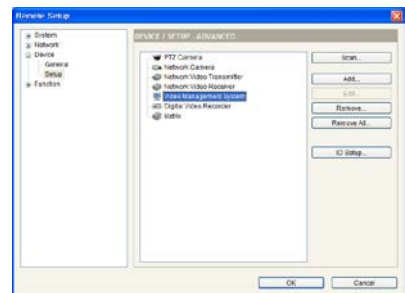 Remote Setup
DEVICE / SETUP - ADVANCED
System
Network
Device
General
Setup
Function
PTZ Camera
Network Camera
Network Video Transmitter
Network Video Receiver
Video Management System
Digital Video Recorder
Matrix
Scan...
Add...
Edit...
Remove...
Remove All...
IO Setup...
OK
Cancel